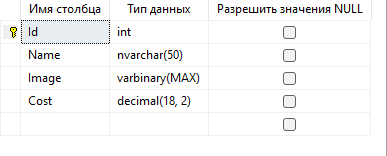 Имя столбца Тип данных Разрешить значения NULL
Id int
Name nvarchar(50)
Image varbinary(MAX)
Cost decimal(18, 2)